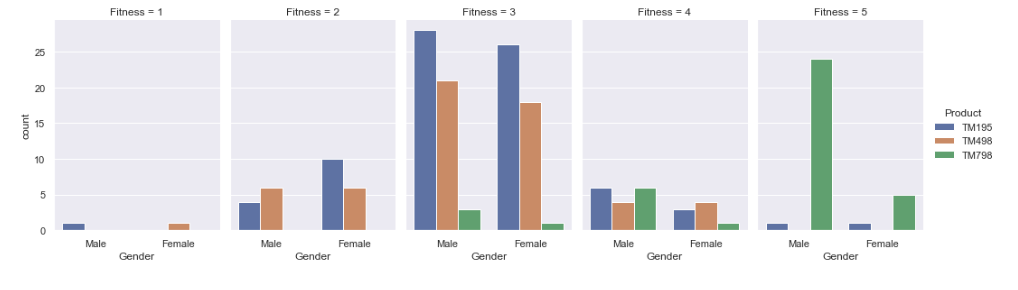 Fitness = 1 Fitness = 2 Fitness = 3 Fitness = 4 Fitness = 5
25
20
15
10
5
0
count
Male Female Male Female Male Female Male Female Male Female
Gender Gender Gender Gender Gender
Product
TM195
TM498
TM798